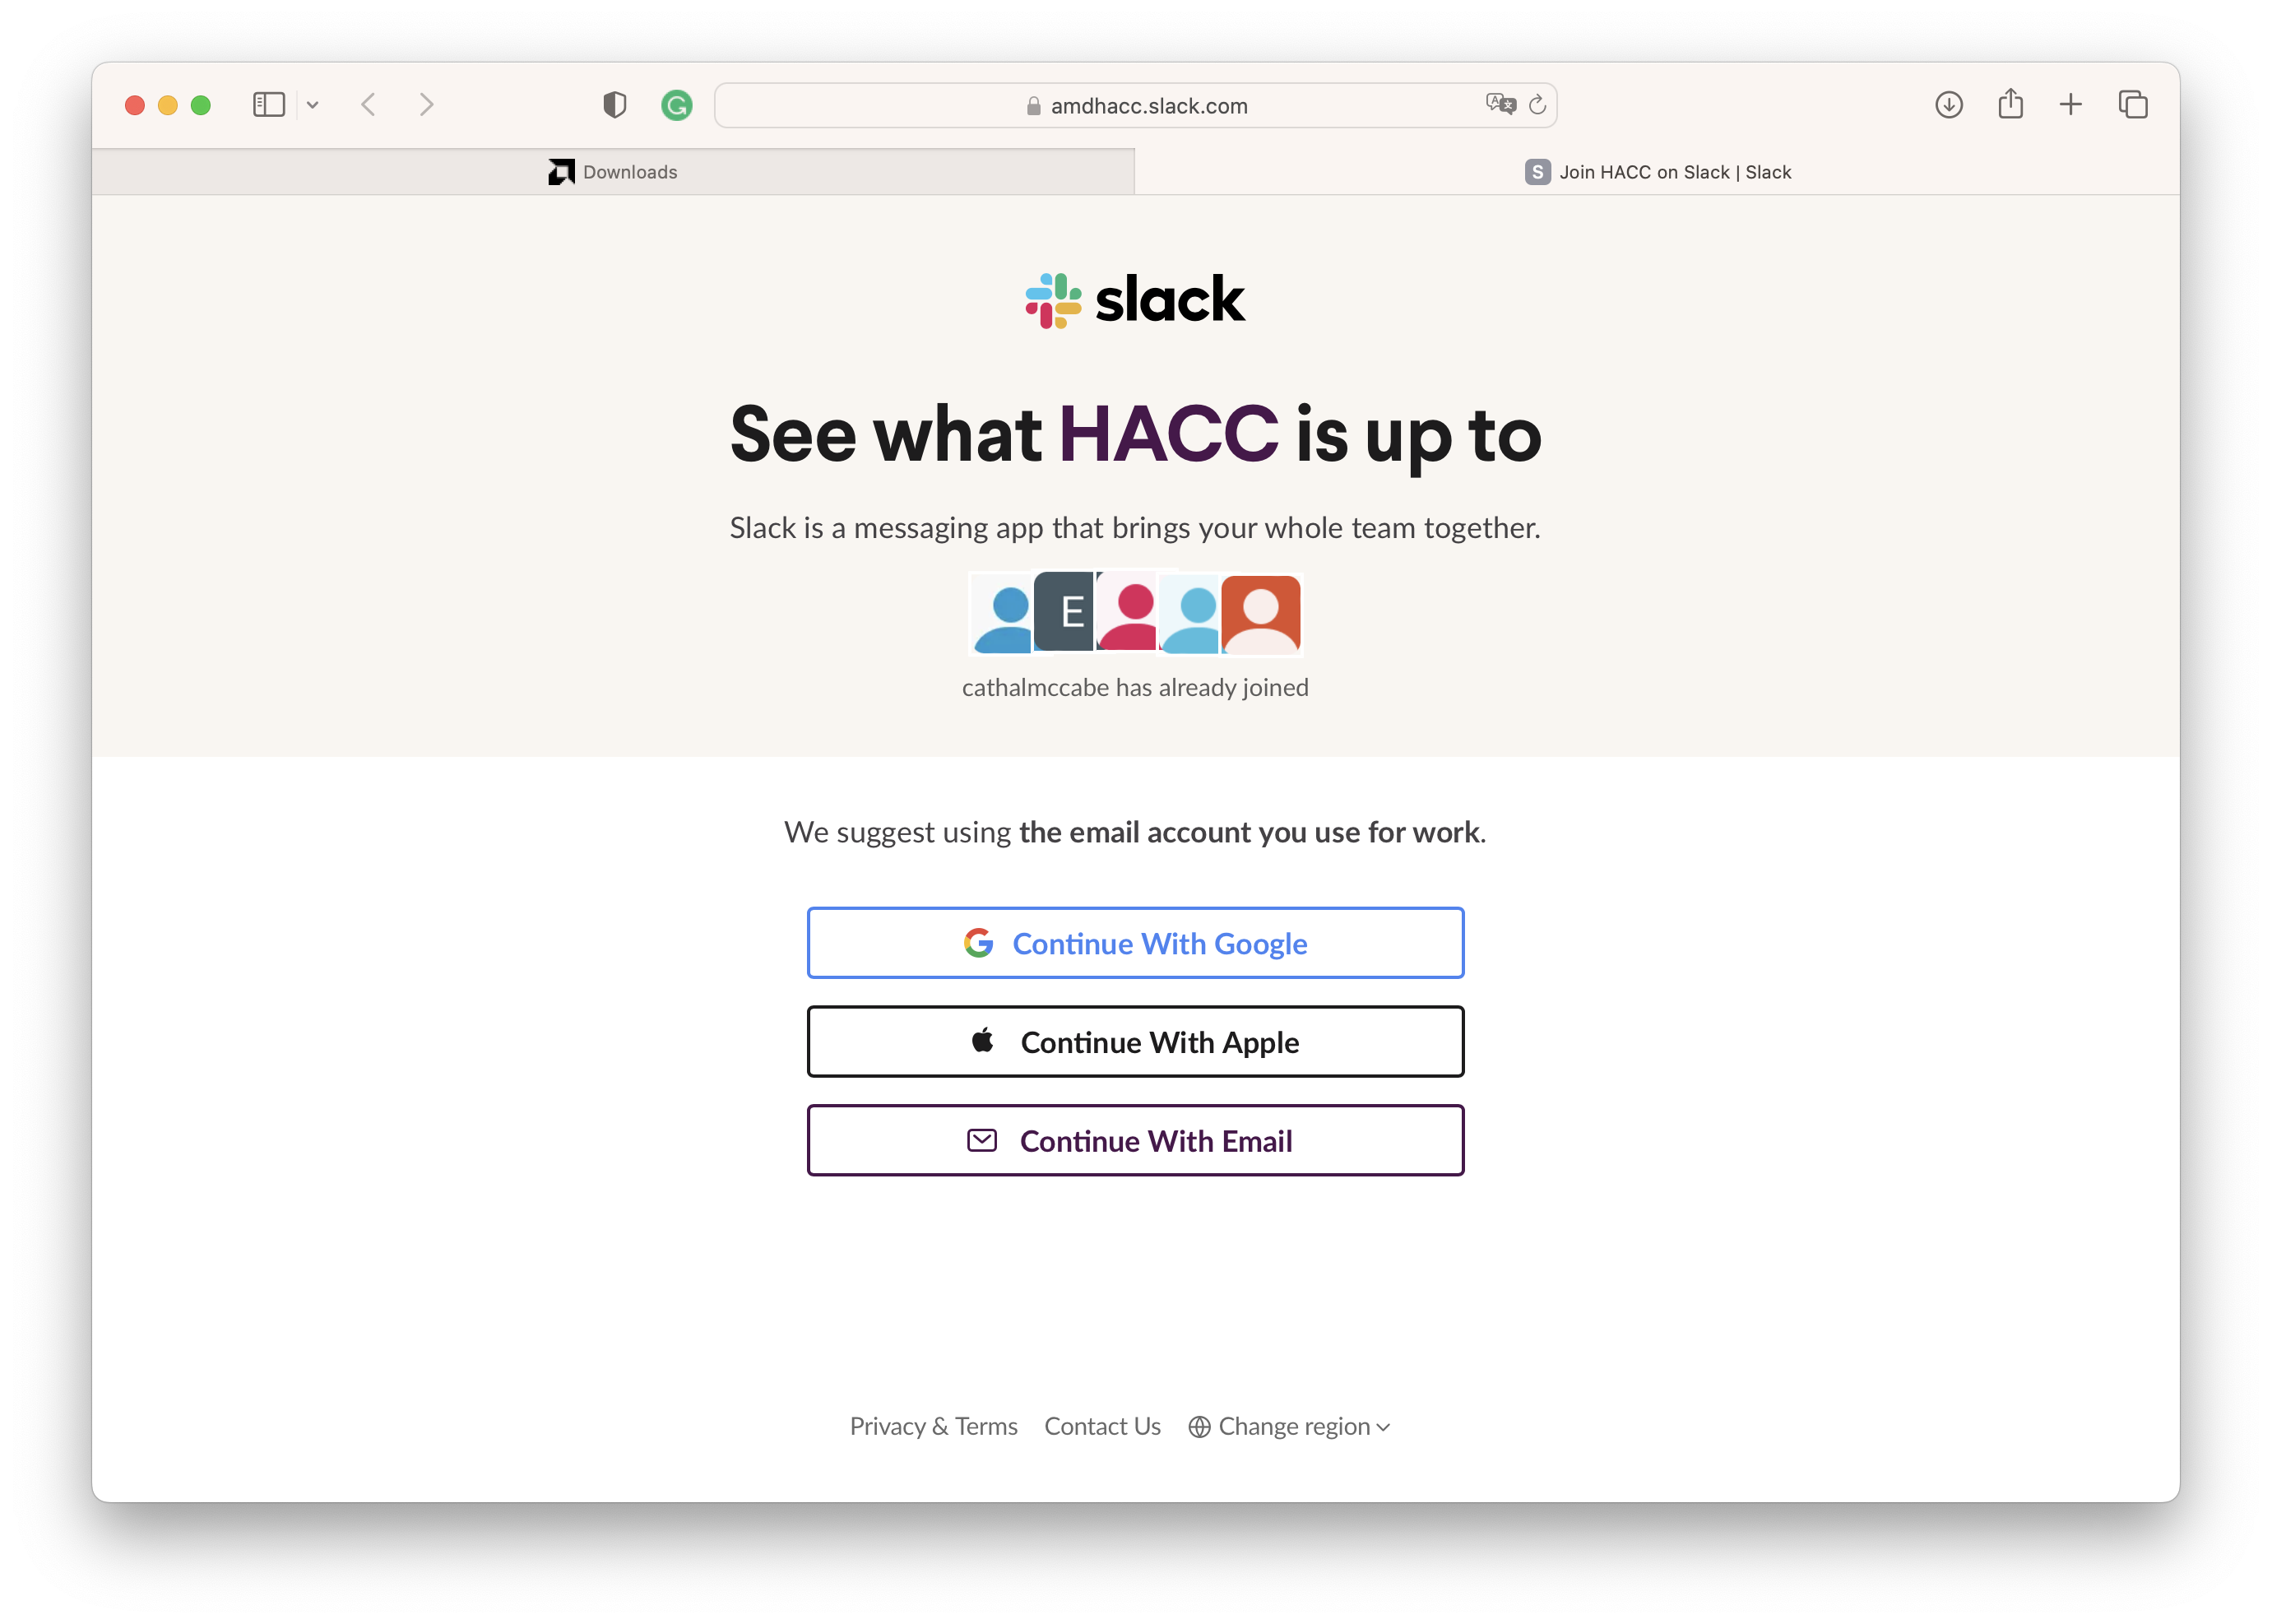 amdhacc.slack.com
Downloads
S Join HACC on Slack | Slack
slack
See what HACC is up to
Slack is a messaging app that brings your whole team together.
E
cathalmccabe has already joined
We suggest using the email account you use for work.
Continue With Google
Continue With Apple
Continue With Email
Privacy & Terms Contact Us Change region